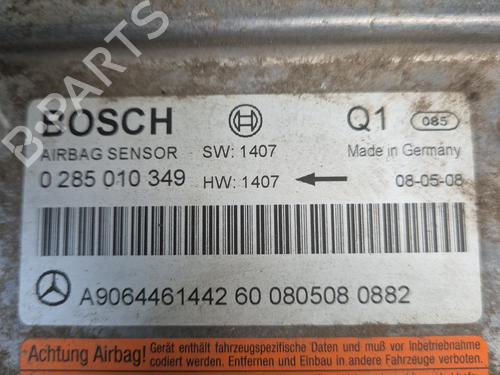 B-PARTS
BOSCH Q1 085
AIRBAG SENSOR SW: 1407 Made in Germany
0 285 010 349 HW: 1407 08-05-08
A9064461442 60 080508 0882
Achtung Airbag! Gerät enthält fahrzeugspezifische Daten und muss vor Inbetriebnahme
codiert werden. Entfernen und Einbau in andere Fahrzeuge verboten.